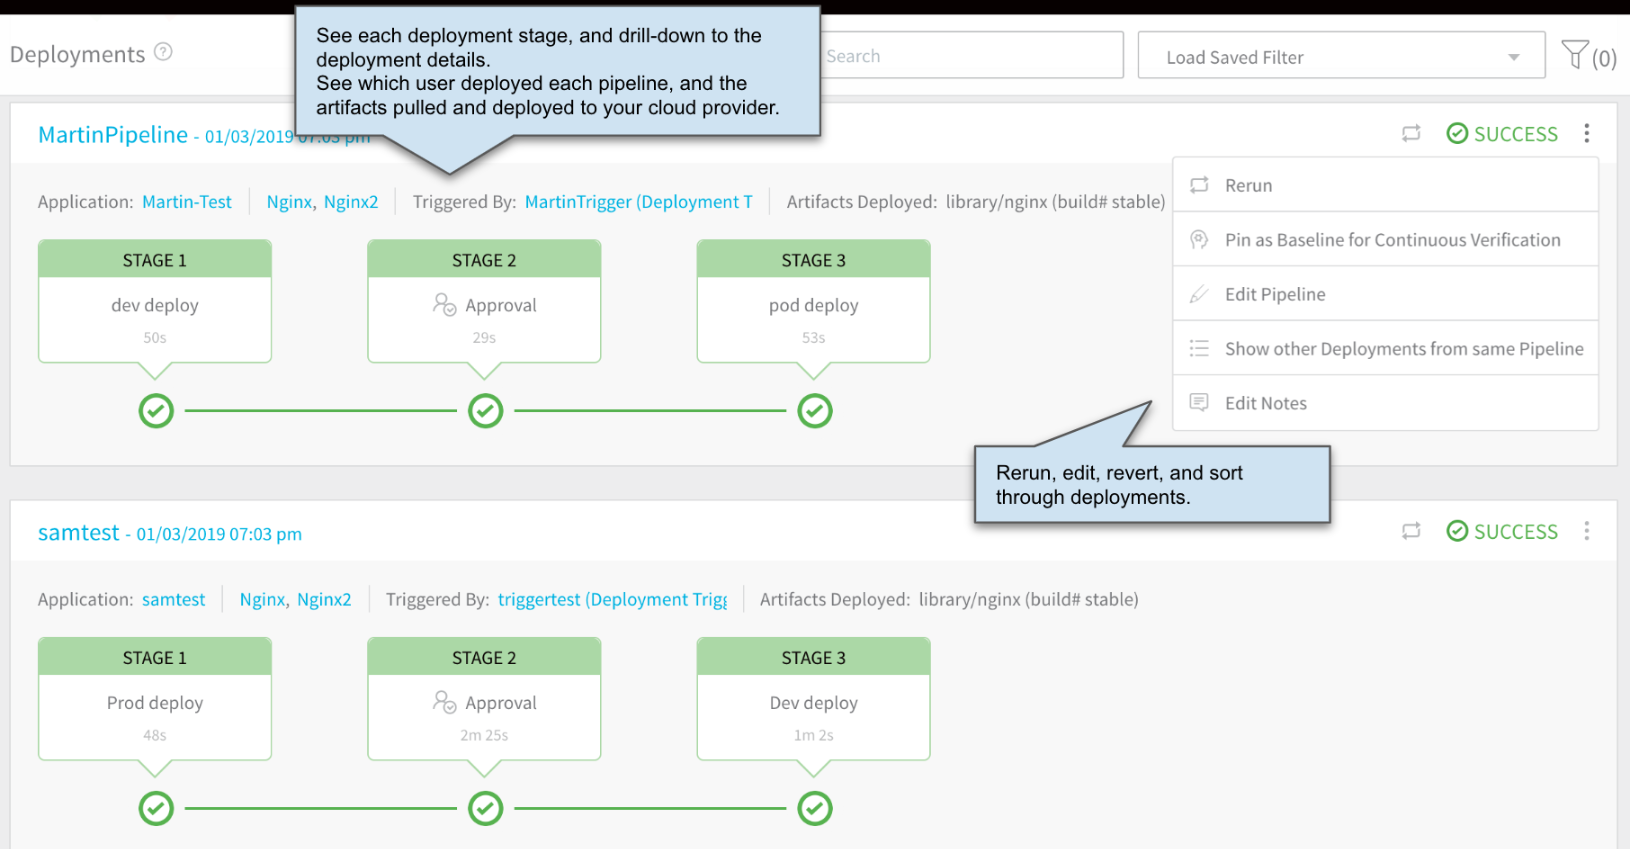 Deployments ?
See each deployment stage, and drill-down to the
deployment details.
See which user deployed each pipeline, and the
artifacts pulled and deployed to your cloud provider.
Search
Load Saved Filter
(0)
MartinPipeline - 01/03/2019 07:03 pm
SUCCESS
Application: Martin-Test
Nginx, Nginx2
Triggered By: MartinTrigger (Deployment T
Artifacts Deployed: library/nginx (build# stable)
Rerun
Pin as Baseline for Continuous Verification
Edit Pipeline
Show other Deployments from same Pipeline
Edit Notes
STAGE 1
dev deploy
50s
STAGE 2
Approval
29s
STAGE 3
pod deploy
53s
Rerun, edit, revert, and sort
through deployments.
samtest - 01/03/2019 07:03 pm
SUCCESS
Application: samtest
Nginx, Nginx2
Triggered By: triggertest (Deployment Trigg
Artifacts Deployed: library/nginx (build# stable)
STAGE 1
Prod deploy
48s
STAGE 2
Approval
2m 25s
STAGE 3
Dev deploy
1m 2s